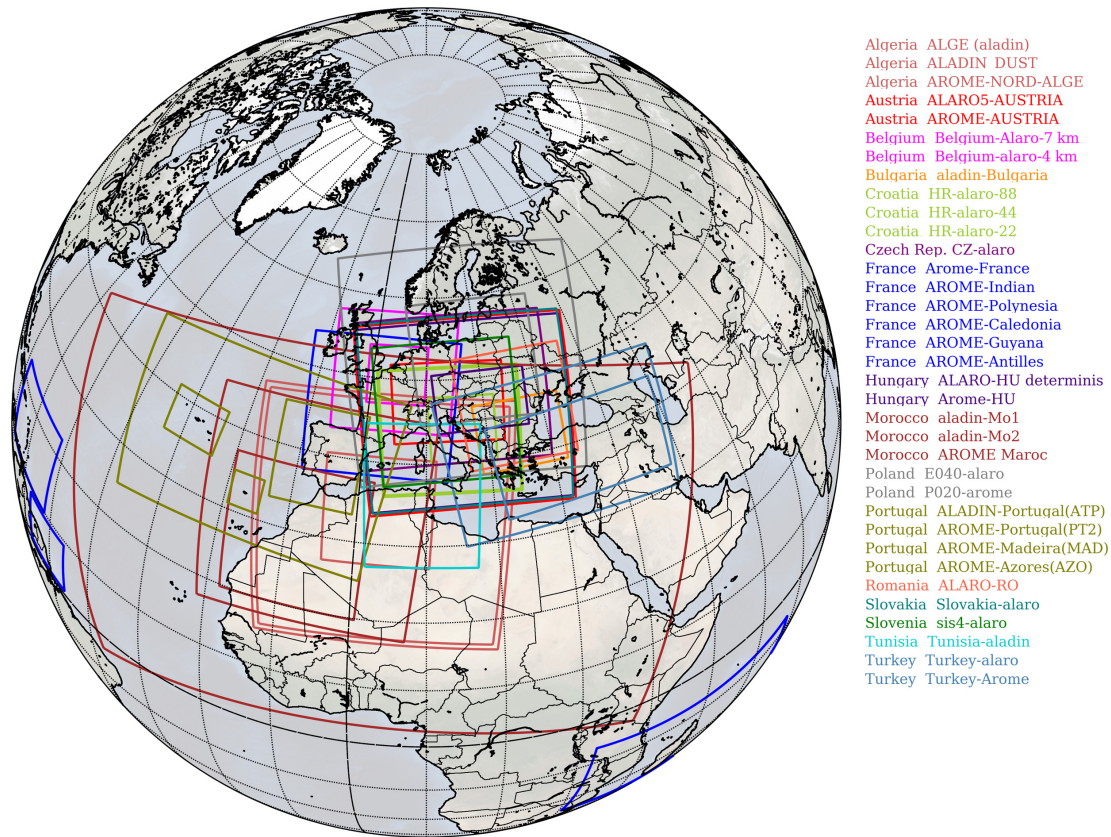 Algeria ALGE (aladin)
Algeria ALADIN DUST
Algeria AROME-NORD-ALGE
Austria ALARO5-AUSTRIA
Austria AROME-AUSTRIA
Belgium Belgium-Alaro-7 km
Belgium Belgium-alaro-4 km
Bulgaria aladin-Bulgaria
Croatia HR-alaro-88
Croatia HR-alaro-44
Croatia HR-alaro-22
Czech Rep. CZ-alaro
France Arome-France
France AROME-Indian
France AROME-Polynesia
France AROME-Caledonia
France AROME-Guyana
France AROME-Antilles
Hungary ALARO-HU determinis
Hungary Arome-HU
Morocco aladin-Mo1
Morocco aladin-Mo2
Morocco AROME Maroc
Poland E040-alaro
Poland P020-arome
Portugal ALADIN-Portugal(ATP)
Portugal AROME-Portugal(PT2)
Portugal AROME-Madeira(MAD)
Portugal AROME-Azores(AZO)
Romania ALARO-RO
Slovakia Slovakia-alaro
Slovenia sis4-alaro
Tunisia Tunisia-aladin
Turkey Turkey-alaro
Turkey Turkey-Arome